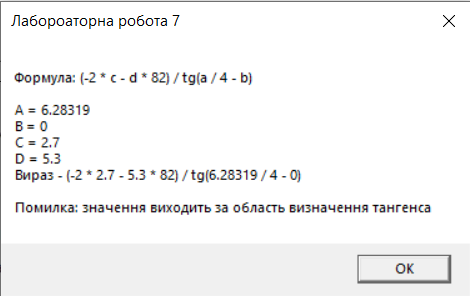 Лабороаторна робота 7
Формула: (-2 * c - d * 82) / tg(a / 4 - b)
A = 6.28319
B = 0
C = 2.7
D = 5.3
Вираз - (-2 * 2.7 - 5.3 * 82) / tg(6.28319 / 4 - 0)
Помилка: значення виходить за область визначення тангенса
OK